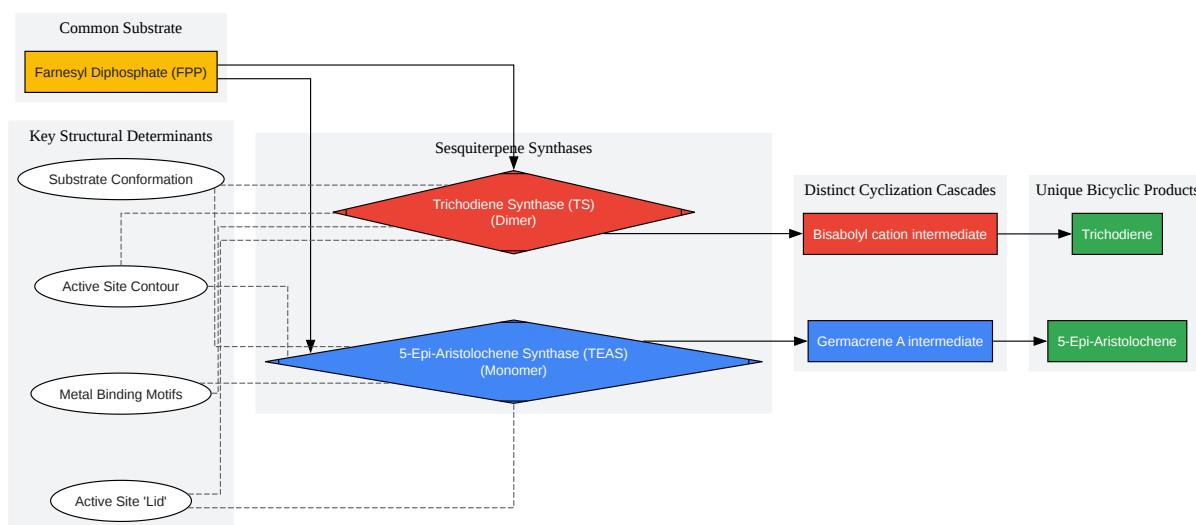 Common Substrate
Farnesyl Diphosphate (FPP)
Key Structural Determinants
Substrate Conformation
Active Site Contour
Metal Binding Motifs
Active Site 'Lid'
Sesquiterpene Synthases
Trichodiene Synthase (TS)
(Dimer)
5-Epi-Aristolochene Synthase (TEAS)
(Monomer)
Distinct Cyclization Cascades
Bisabolyl cation intermediate
Germacrene A intermediate
Unique Bicyclic Products
Trichodiene
5-Epi-Aristolochene